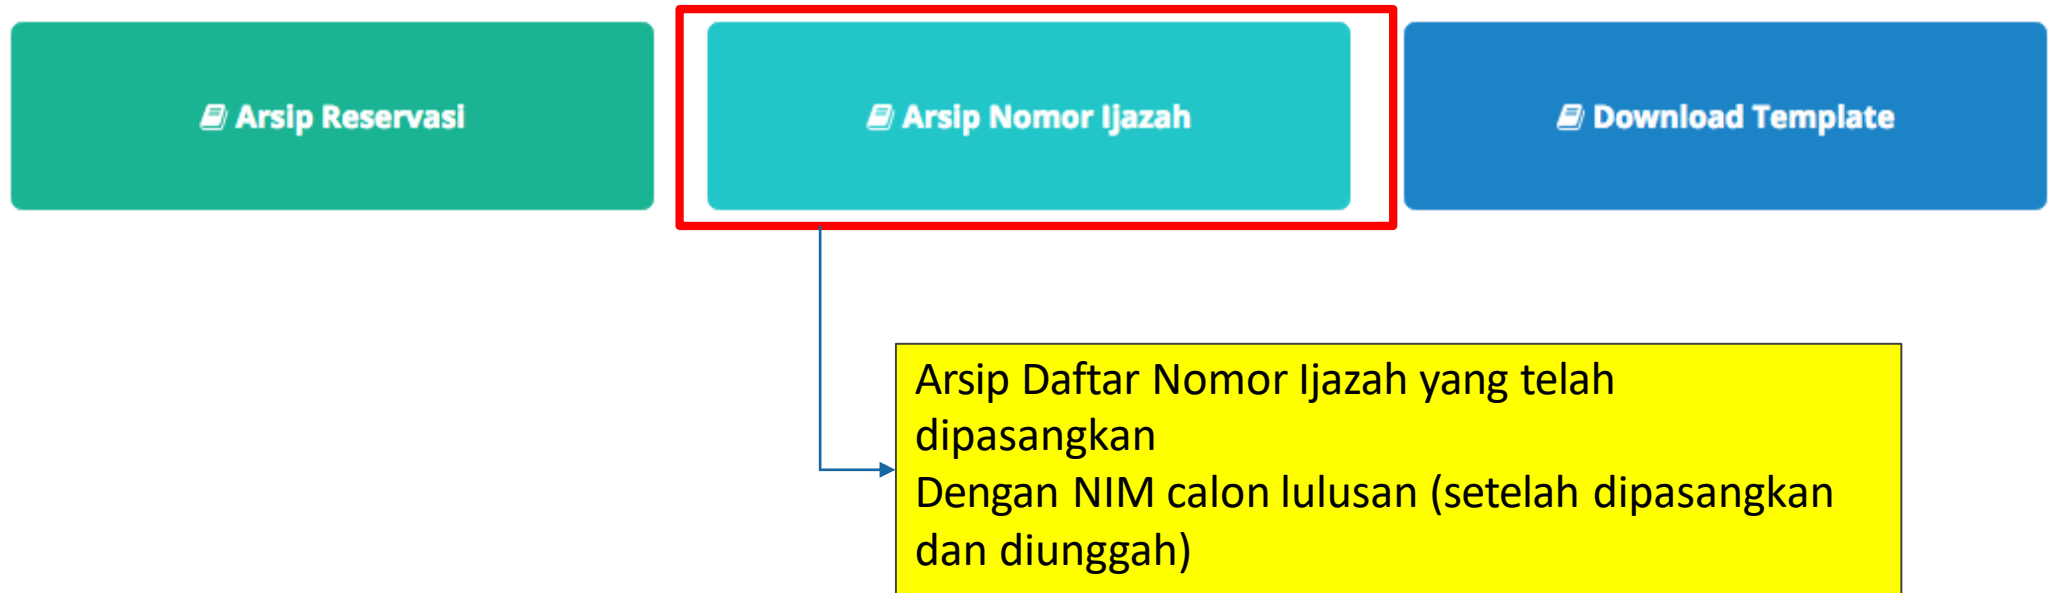 Arsip Reservasi
Arsip Nomor Ijazah
Download Template
Arsip Daftar Nomor Ijazah yang telah
dipasangkan
Dengan NIM calon lulusan (setelah dipasangkan
dan diunggah)